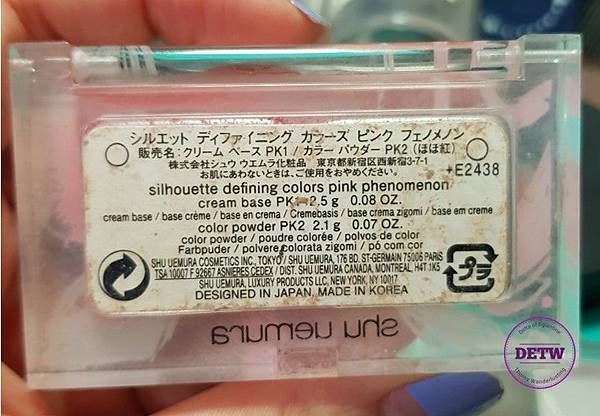 シルエット ディファイニング カラーズ ピンク フェノメノン
販売名:クリーム ベース PK1 / カラー パウダー PK2 (ほほ紅)
株式会社シュウ ウエムラ化粧品 東京都新宿区西新宿3-7-1
お肌にあわないときは、ご使用をおやめください。
+E2438
silhouette defining colors pink phenomenon
cream base PK1 2.5 g 0.08 OZ.
cream base / base crème / base en crema / Cremebasis / base crema zigomi / base em creme
color powder PK2 2.1 g 0.07 OZ.
color powder / poudre colorée / polvos de color
Farbpuder / polvere colorata zigomi / pó com cor
SHU UEMURA COSMETICS INC, TOKYO / SHU UEMURA, 176 BD. ST-GERMAIN 75006 PARIS
TSA 10007 F 92667 ASNIERES CEDEX / DIST. SHU UEMURA CANADA, MONTREAL, H4T 1K5
SHU UEMURA, LUXURY PRODUCTS LLC, NEW YORK, NY 10017
DESIGNED IN JAPAN, MADE IN KOREA
プラ
shu uemura
DETW
Thiong Wanderlusting